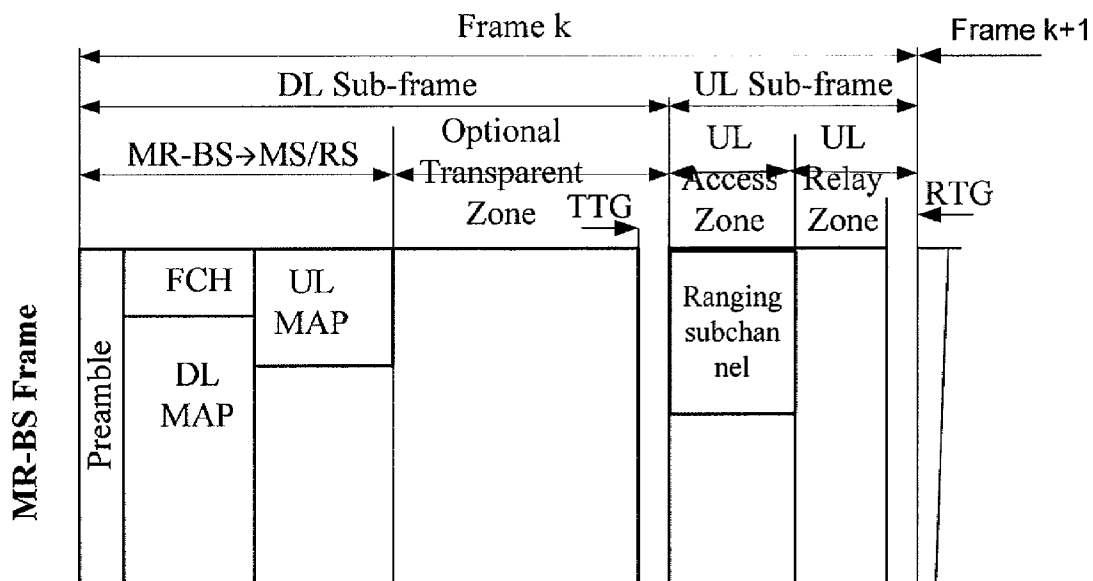 Frame k
Frame k+1
DL Sub-frame
UL Sub-frame
MR-BS→MS/RS
Optional
Transparent
Zone
TTG
UL
Access
Zone
UL
Relay
Zone
RTG
MR-BS Frame
Preamble
FCH
DL
MAP
UL
MAP
Ranging
subchan
nel